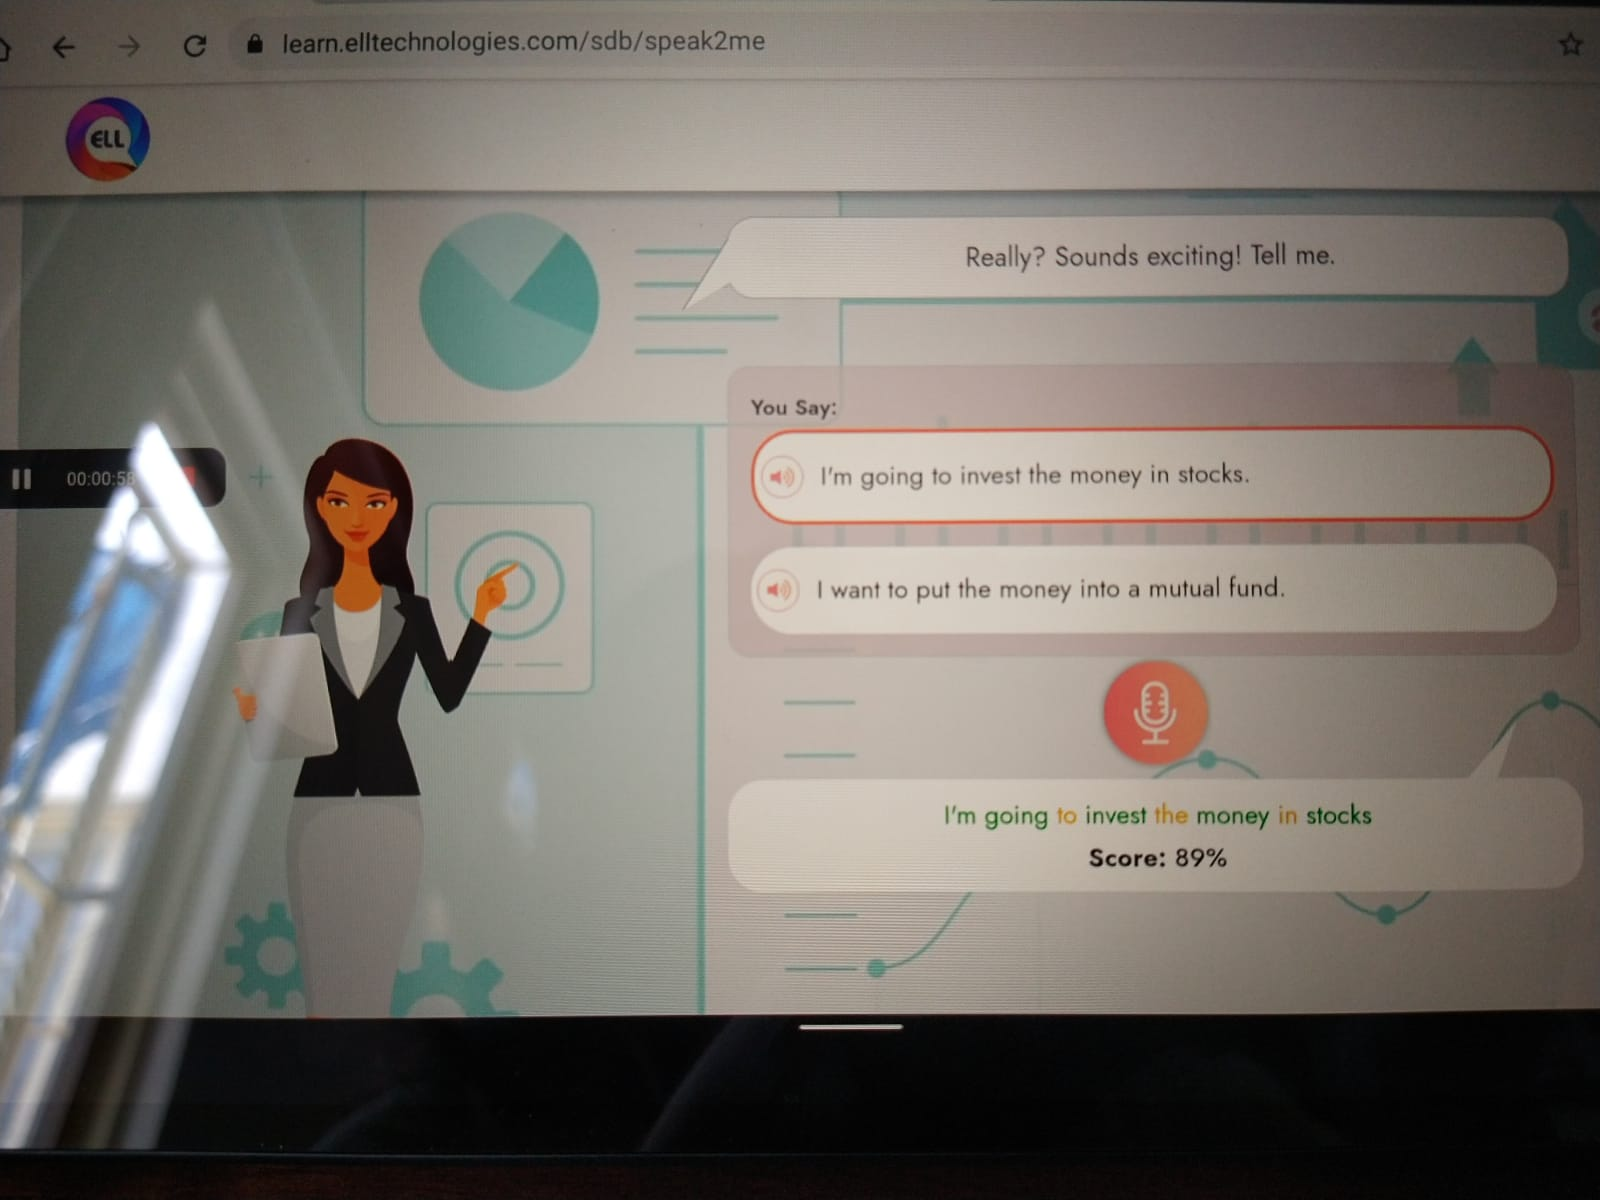 learn.elltechnologies.com/sdb/speak2me
ELL
Really? Sounds exciting! Tell me.
You Say:
I'm going to invest the money in stocks.
00:00:58
I want to put the money into a mutual fund.
I'm going to invest the money in stocks
Score: 89%